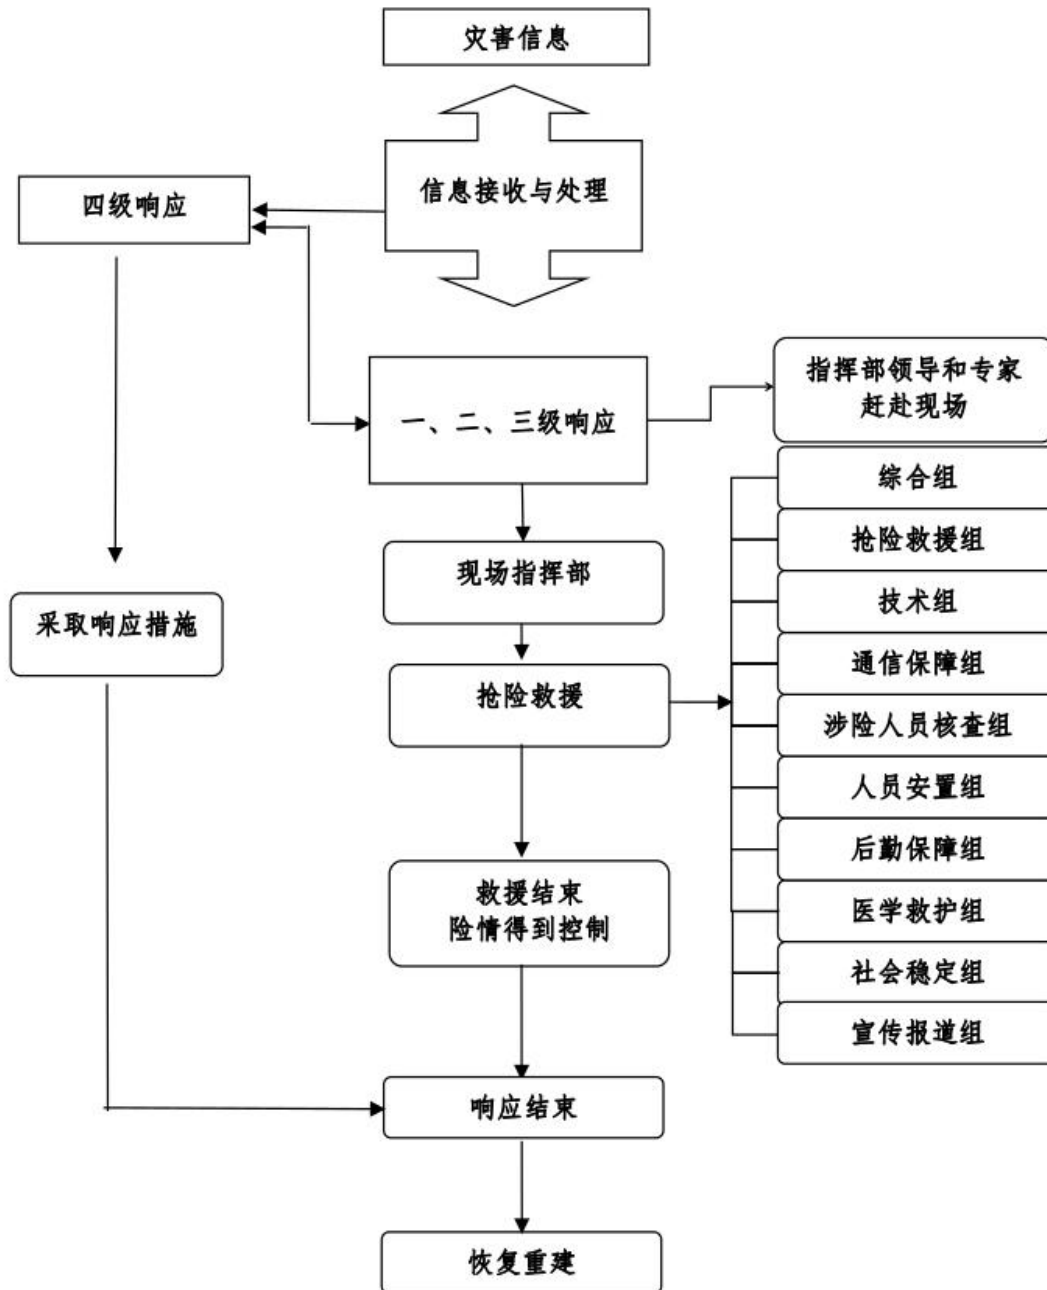 灾害信息
信息接收与处理
四级响应
一、二、三级响应
指挥部领导和专家
赶赴现场
综合组
抢险救援组
技术组
通信保障组
涉险人员核查组
人员安置组
后勤保障组
医学救护组
社会稳定组
宣传报道组
现场指挥部
采取响应措施
抢险救援
救援结束
险情得到控制
响应结束
恢复重建